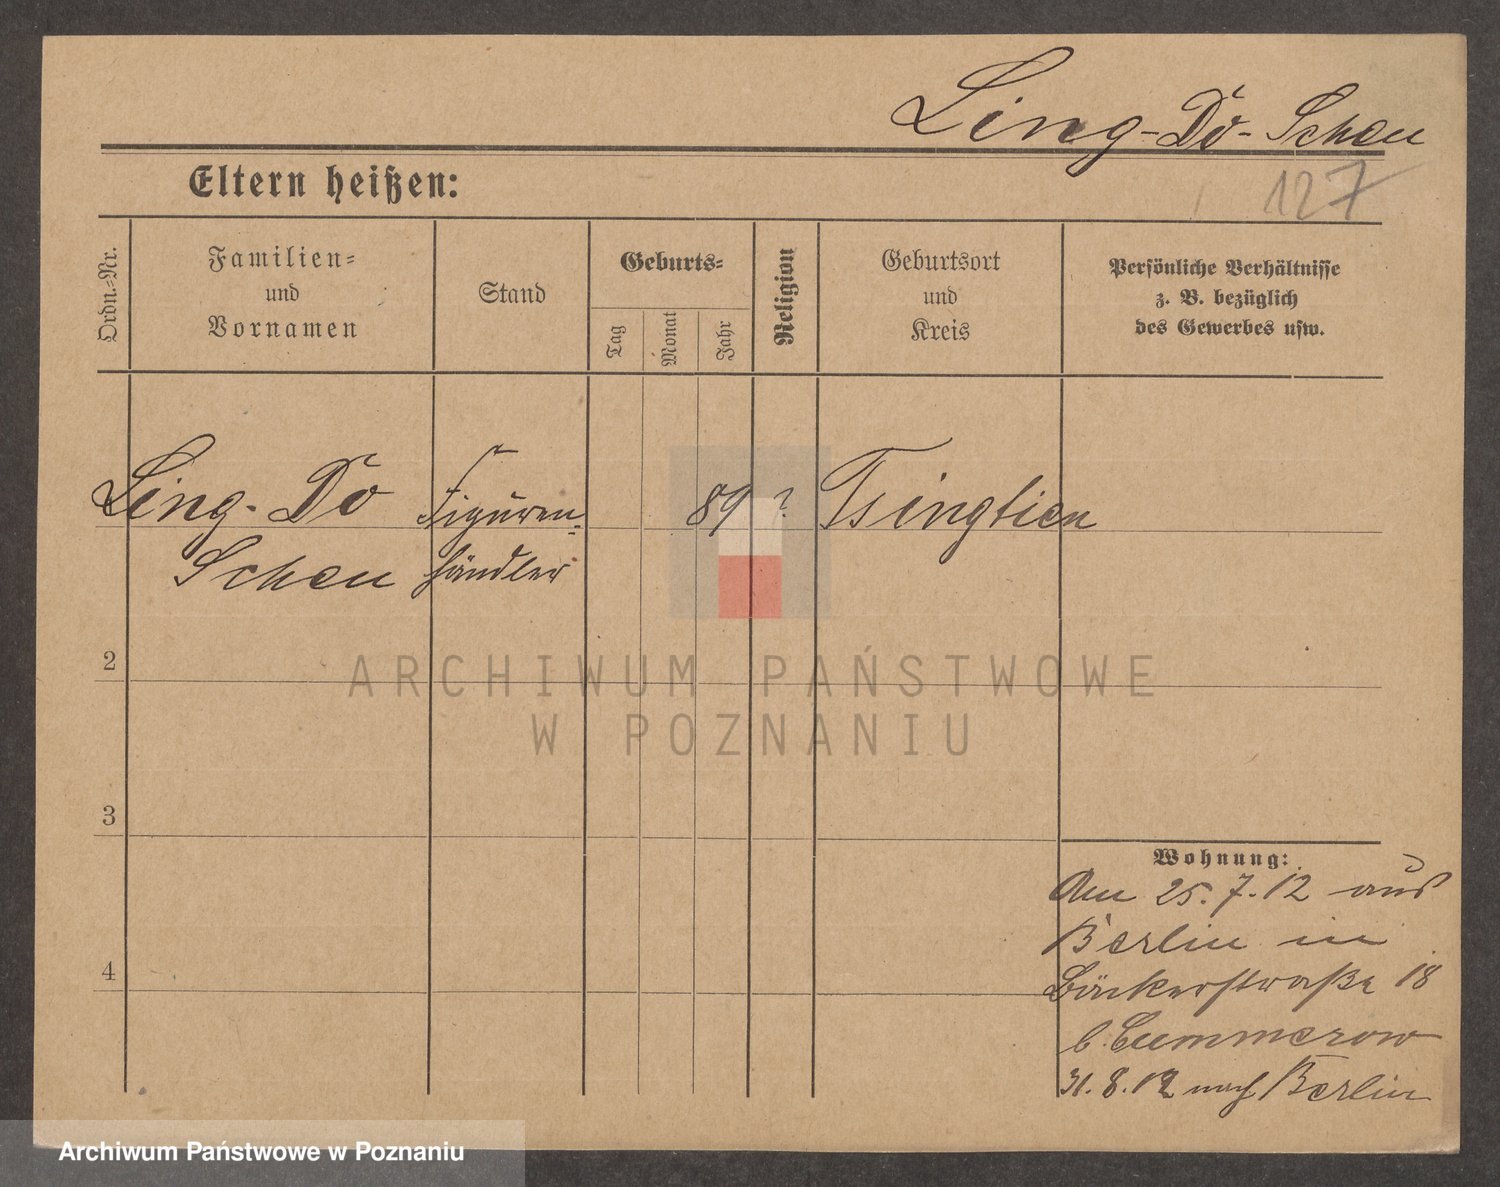 Ling-Dŏ-Schen
Eltern heißen:
127
Ordn.-Nr.
Familien-
und
Vornamen
Stand
Geburts-
Tag
Monat
Jahr
Religion
Geburtsort
und
Kreis
Persönliche Verhältnisse
z. B. bezüglich
des Gewerbes usw.
Ling-Dŏ Figuren- 89 ? Tsingtien
Schen händler
2
ARCHIWUM PAŃSTWOWE
W POZNANIU
3
Wohnung:
Am 25.7.12 aus
Berlin in
4
Bäckerstraße 18
b. Cummerow
31.8.12 nach Berlin
Archiwum Państwowe w Poznaniu